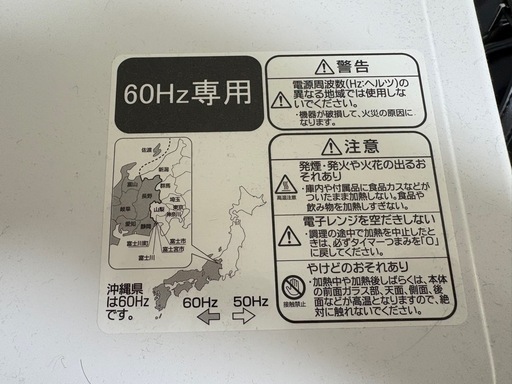 60Hz専用
警告
電源周波数(Hz:ヘルツ)の
異なる地域では使用しな
いでください。
・機器が破損して、火災の原因に
なります。
注意
発煙・発火や火花の出るお
それあり
高温注意
・庫内や付属品に食品カスなどが
ついたまま加熱しない。食品や
飲み物を加熱しすぎない。
電子レンジを空だきしない
・調理の途中で加熱を中止したと
きは、必ずタイマーつまみを「0」
に戻してください。
やけどのおそれあり
接触禁止
・加熱中や加熱後しばらくは、本体
の前面ガラス部、天面、側面、後
面などが高温となりますので、絶
対に触れないでください。
佐渡
新潟
富山
群馬
長野
埼玉
岐阜
山梨
東京
神奈川
愛知
静岡
富士川町
富士市
富士宮市
富士川
沖縄県
は60Hz
です。
60Hz
50Hz